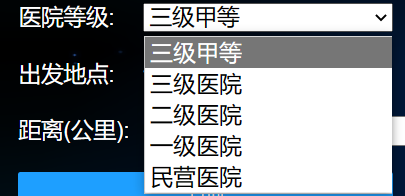 医院等级: 三级甲等
三级甲等
出发地点: 三级医院
二级医院
距离(公里): 一级医院
民营医院